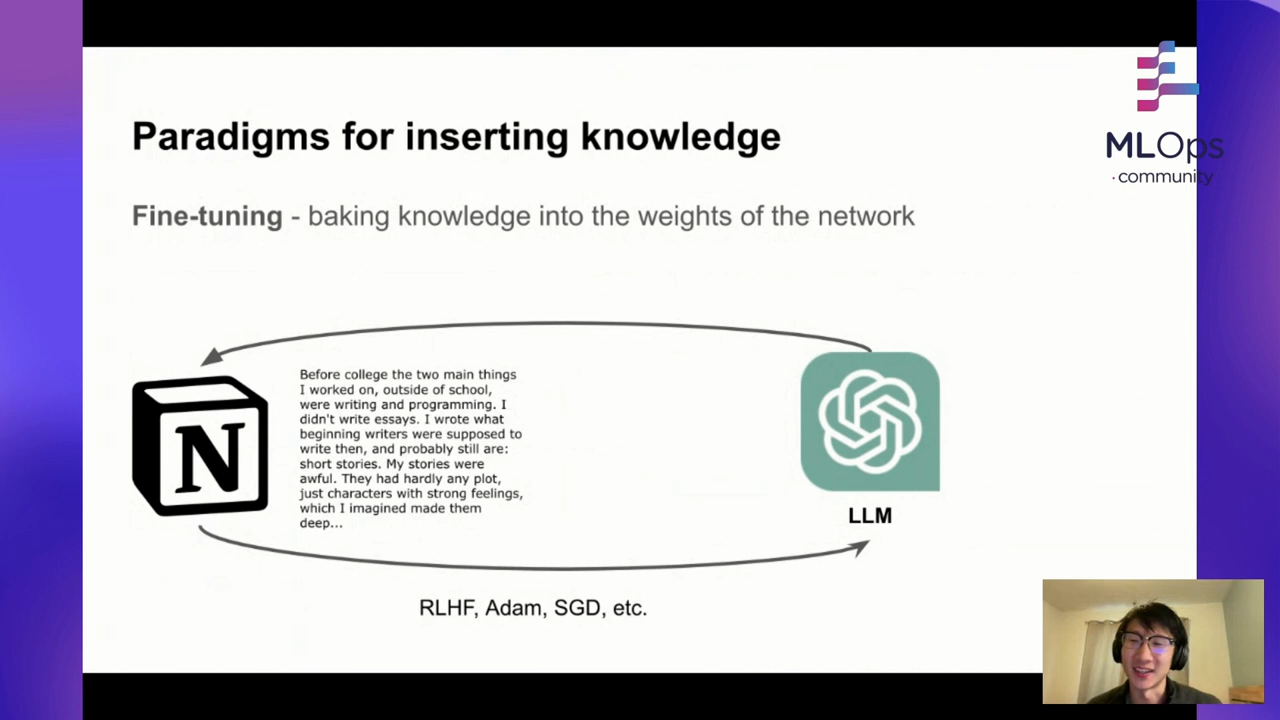 Paradigms for inserting knowledge
MLOps
community
Fine-tuning - baking knowledge into the weights of the network
N
Before college the two main things
I worked on, outside of school,
were writing and programming. I
didn't write essays. I wrote what
beginning writers were supposed to
write then, and probably still are:
short stories. My stories were
awful. They had hardly any plot,
just characters with strong feelings,
which I imagined made them
deep...
LLM
RLHF, Adam, SGD, etc.